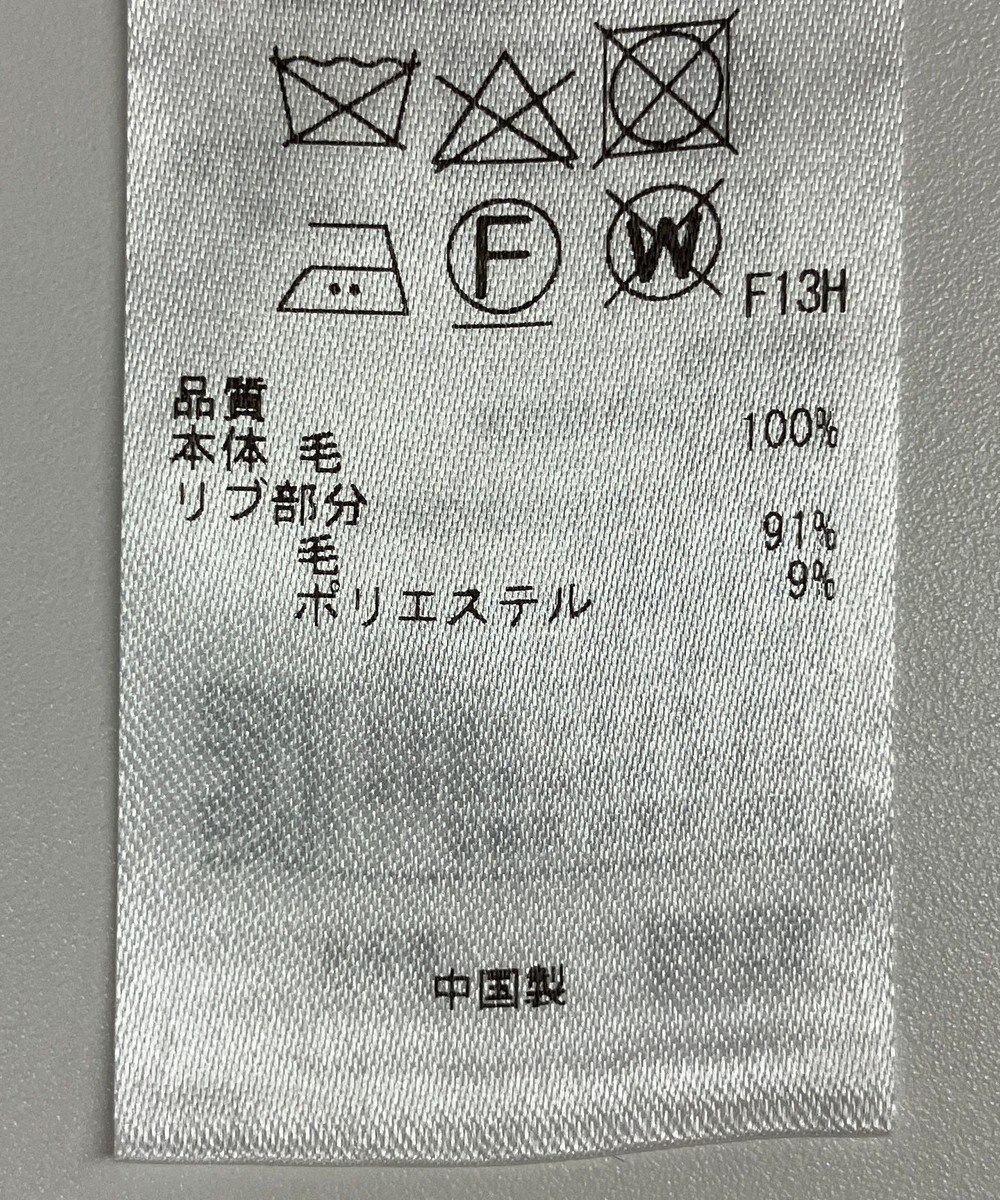 F W F13H
品質
本体 毛 100%
リブ部分
毛 91%
ポリエステル 9%
中国製